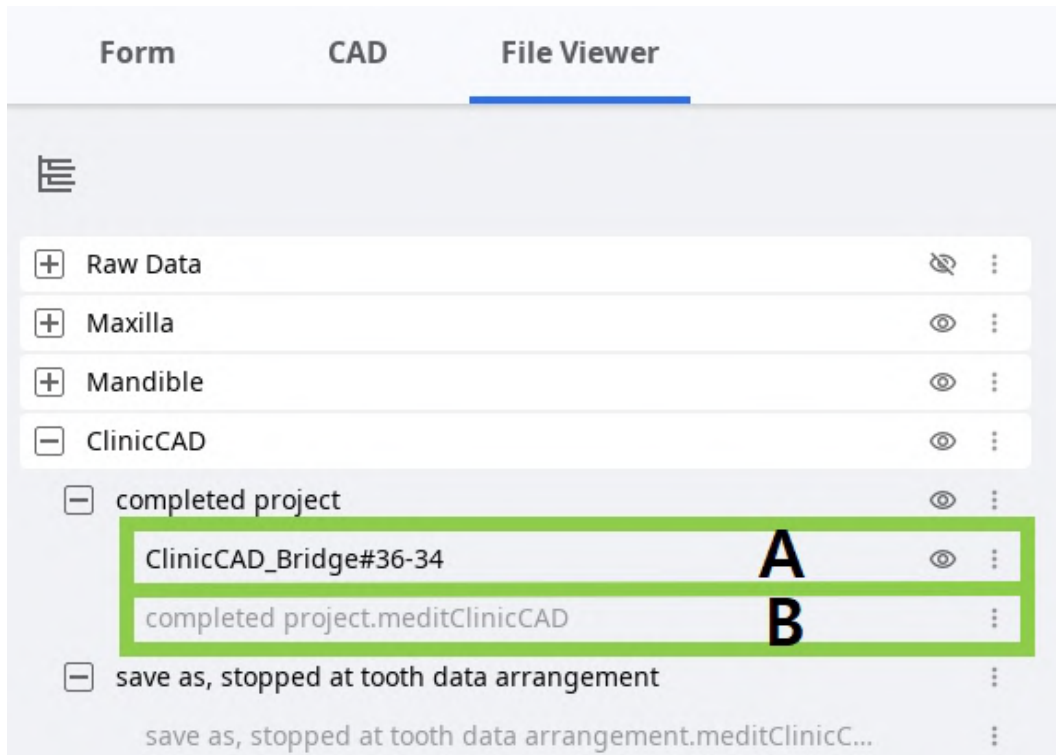 Form CAD File Viewer
Raw Data
Maxilla
Mandible
ClinicCAD
completed project
ClinicCAD_Bridge#36-34 A
completed project.meditClinicCAD B
save as, stopped at tooth data arrangement
save as, stopped at tooth data arrangement.meditClinicC...